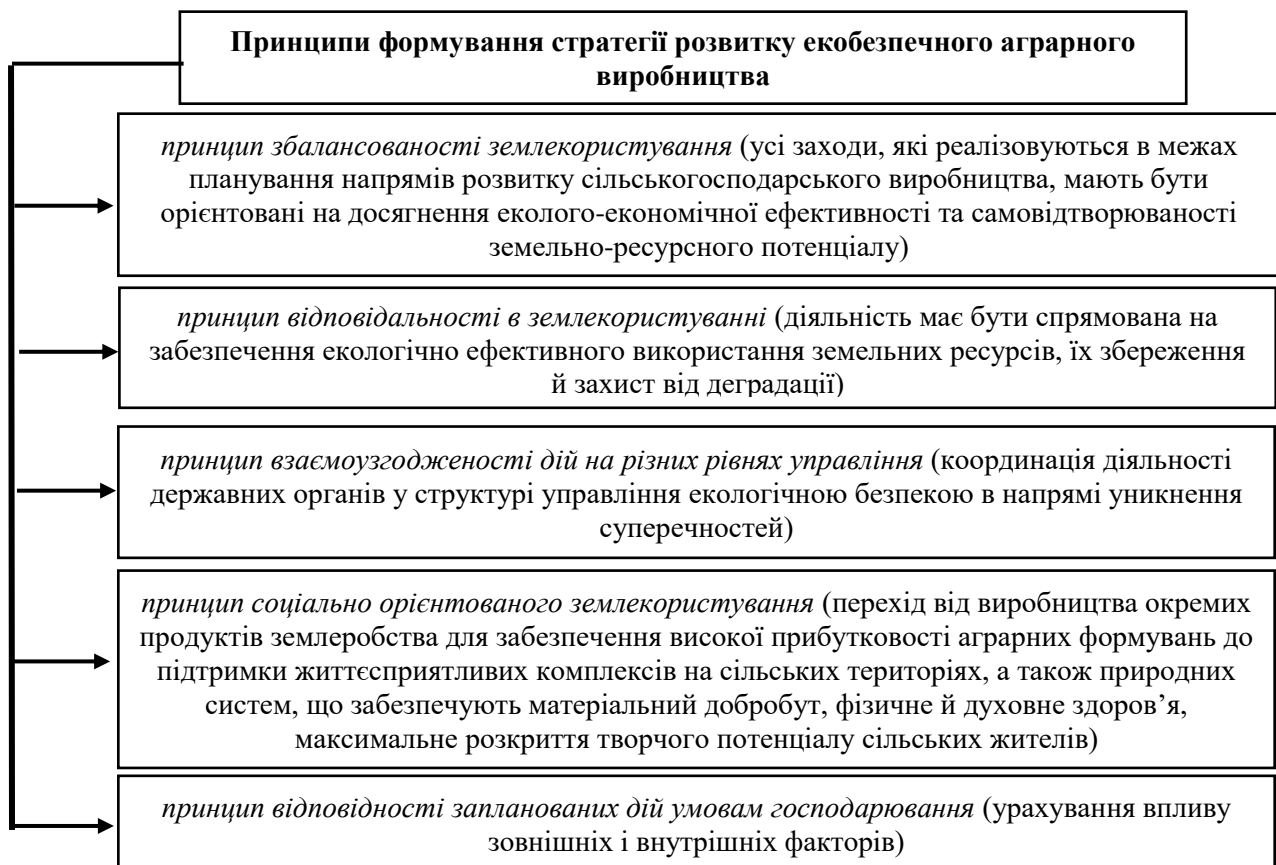 Принципи формування стратегії розвитку екобезпечного аграрного
виробництва
принцип збалансованості землекористування (усі заходи, які реалізовуються в межах
планування напрямів розвитку сільськогосподарського виробництва, мають бути
орієнтовані на досягнення еколого-економічної ефективності та самовідтворюваності
земельно-ресурсного потенціалу)
принцип відповідальності в землекористуванні (діяльність має бути спрямована на
забезпечення екологічно ефективного використання земельних ресурсів, їх збереження
й захист від деградації)
принцип взаємоузгодженості дій на різних рівнях управління (координація діяльності
державних органів у структурі управління екологічною безпекою в напрямі уникнення
суперечностей)
принцип соціально орієнтованого землекористування (перехід від виробництва окремих
продуктів землеробства для забезпечення високої прибутковості аграрних формувань до
підтримки життєсприятливих комплексів на сільських територіях, а також природних
систем, що забезпечують матеріальний добробут, фізичне й духовне здоров’я,
максимальне розкриття творчого потенціалу сільських жителів)
принцип відповідності запланованих дій умовам господарювання (урахування впливу
зовнішніх і внутрішніх факторів)